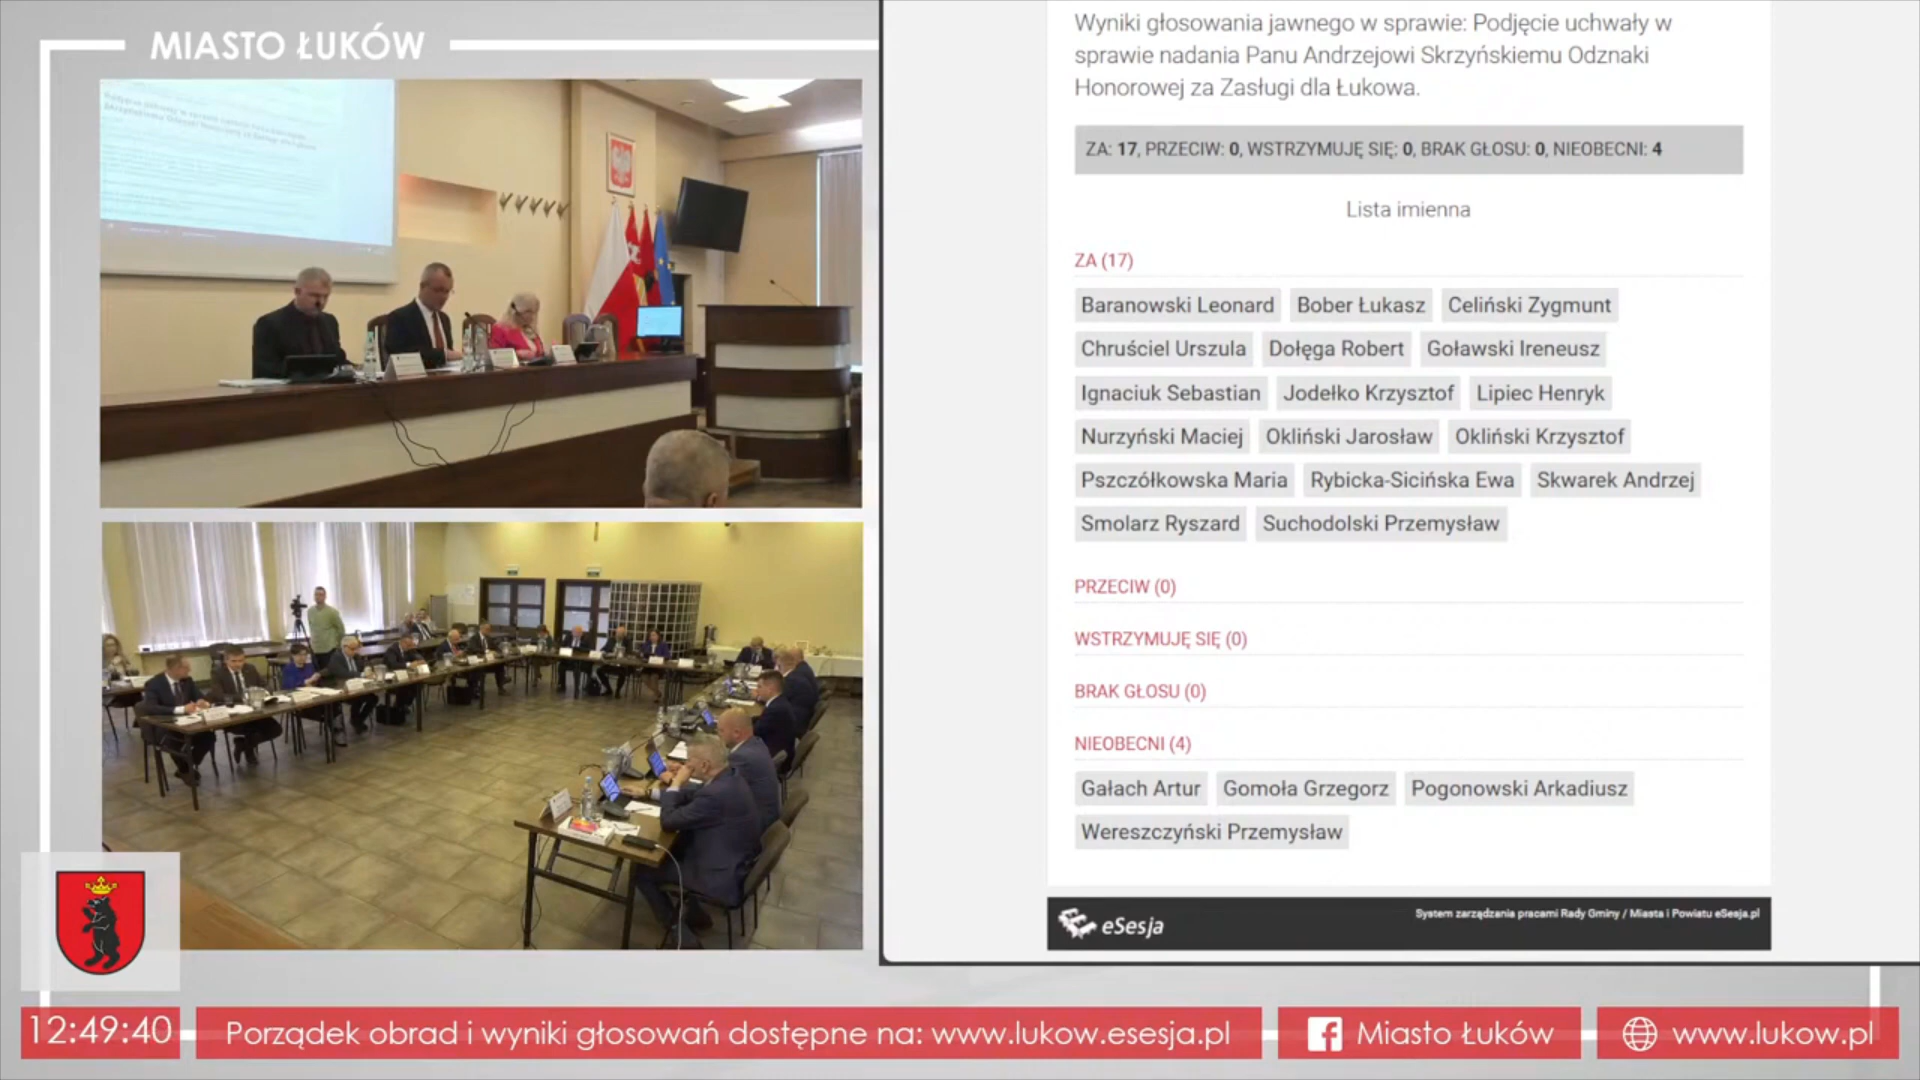 MIASTO ŁUKÓW
Wyniki głosowania jawnego w sprawie: Podjęcie uchwały w
sprawie nadania Panu Andrzejowi Skrzyńskiemu Odznaki
Honorowej za Zasługi dla Łukowa.
ZA: 17, PRZECIW: 0, WSTRZYMUJĘ SIĘ: 0, BRAK GŁOSU: 0, NIEOBECNI: 4
Lista imienna
ZA (17)
Baranowski Leonard Bober Łukasz Celiński Zygmunt
Chruściel Urszula Dołęga Robert Goławski Ireneusz
Ignaciuk Sebastian Jodełko Krzysztof Lipiec Henryk
Nurzyński Maciej Okliński Jarosław Okliński Krzysztof
Pszczółkowska Maria Rybicka-Sicińska Ewa Skwarek Andrzej
Smolarz Ryszard Suchodolski Przemysław
PRZECIW (0)
WSTRZYMUJĘ SIĘ (0)
BRAK GŁOSU (0)
NIEOBECNI (4)
Gałach Artur Gomoła Grzegorz Pogonowski Arkadiusz
Wereszczyński Przemysław
eSesja
System zarządzania pracami Rady Gminy / Miasta i Powiatu eSesja.pl
12:49:40
Porządek obrad i wyniki głosowań dostępne na: www.lukow.esesja.pl
Miasto Łuków
www.lukow.pl